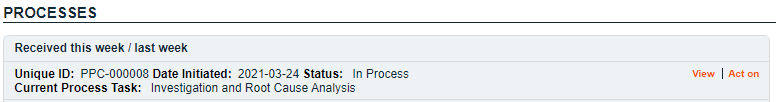 PROCESSES
Received this week / last week
Unique ID: PPC-000008 Date Initiated: 2021-03-24 Status: In Process View | Act on
Current Process Task: Investigation and Root Cause Analysis